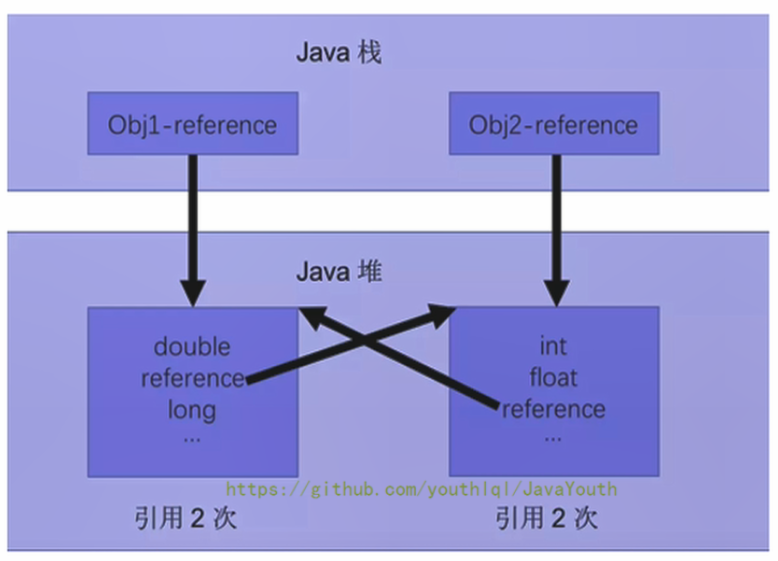 Java 栈
Obj1-reference
Obj2-reference
Java 堆
double
reference
long
...
int
float
reference
...
https://github.com/youthlql/JavaYouth
引用 2 次
引用 2 次